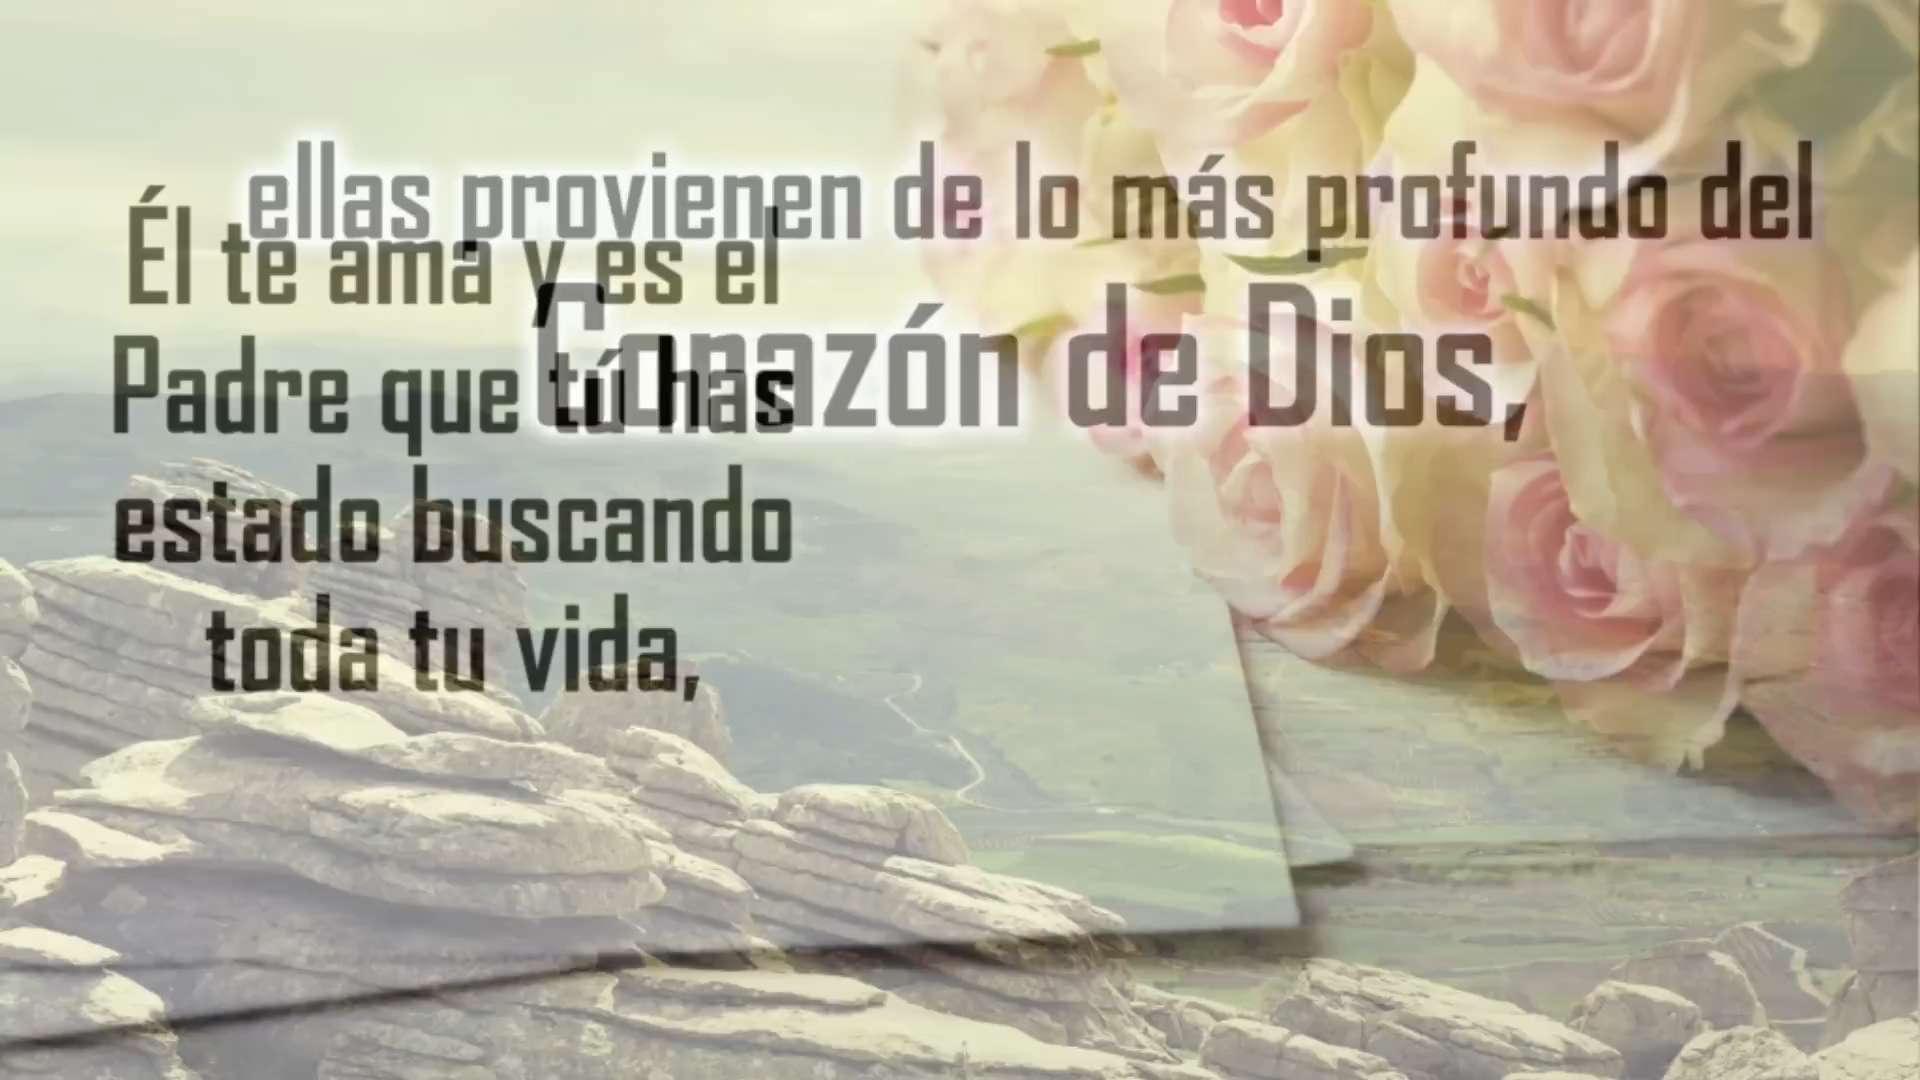 ellas provienen de lo más profundo del
Corazón de Dios,
Él te ama y es el
Padre que tú has
estado buscando
toda tu vida,